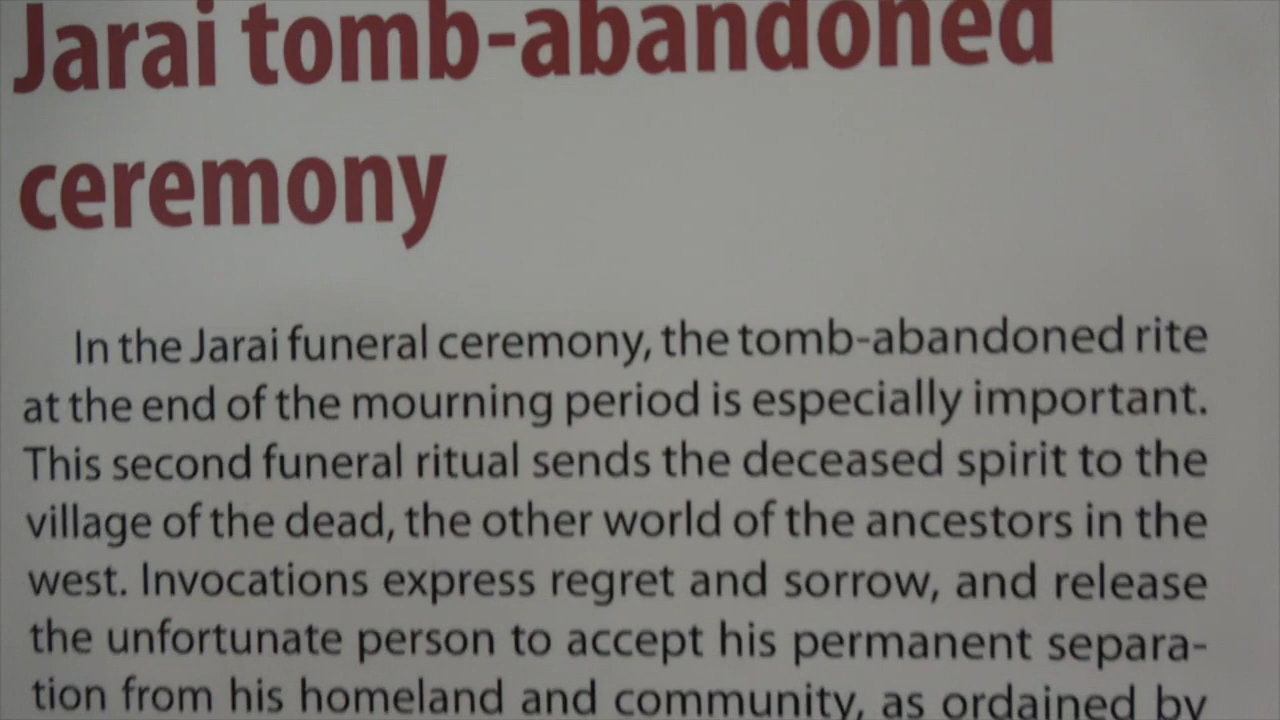 Jarai tomb-abandoned
ceremony
In the Jarai funeral ceremony, the tomb-abandoned rite
at the end of the mourning period is especially important.
This second funeral ritual sends the deceased spirit to the
village of the dead, the other world of the ancestors in the
west. Invocations express regret and sorrow, and release
the unfortunate person to accept his permanent separa-
tion from his homeland and community, as ordained by